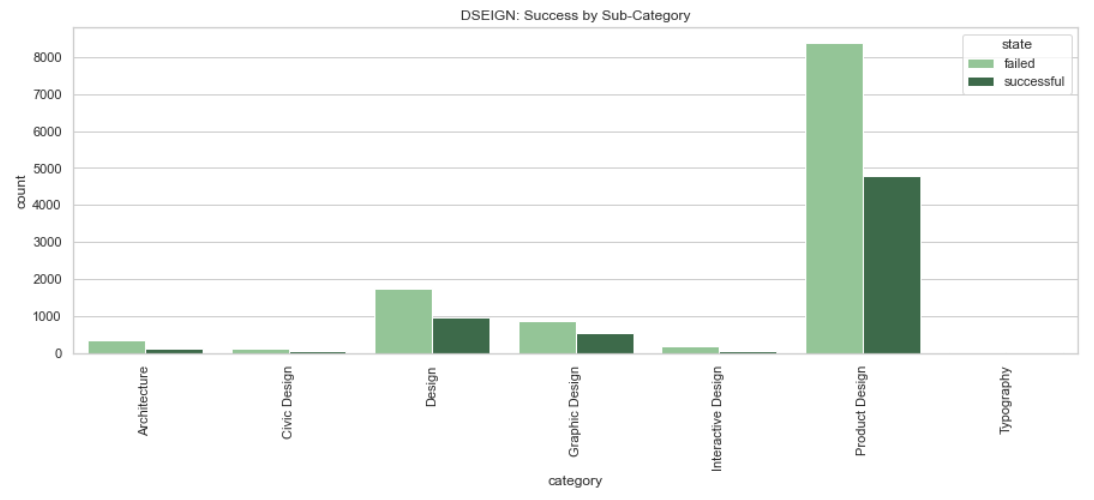 DSEIGN: Success by Sub-Category
state
failed
successful
count
8000
7000
6000
5000
4000
3000
2000
1000
0
Architecture
Civic Design
Design
Graphic Design
Interactive Design
Product Design
Typography
category